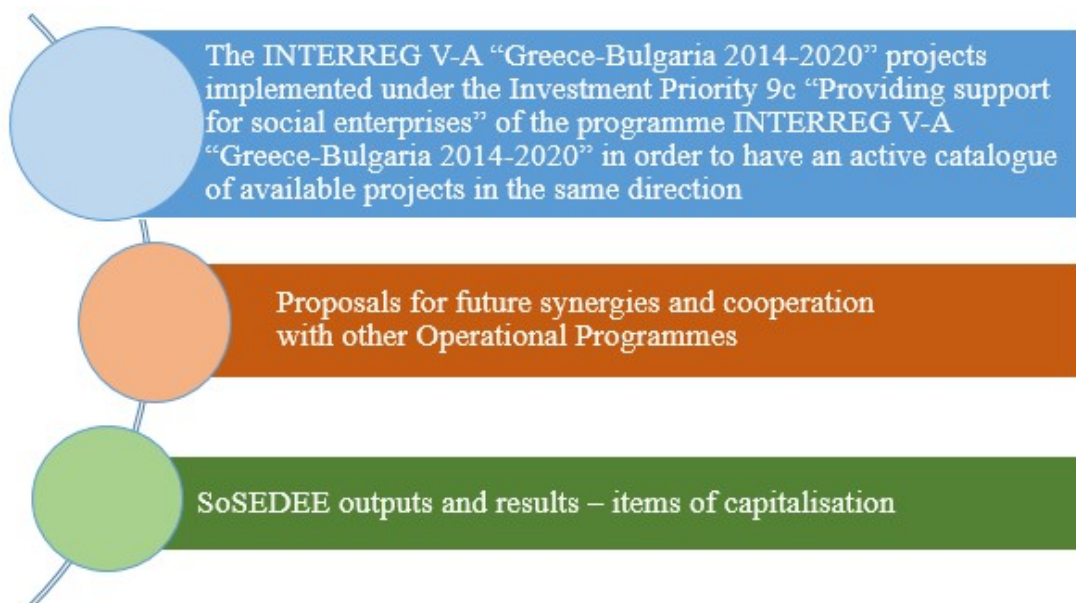 The INTERREG V-A “Greece-Bulgaria 2014-2020” projects
implemented under the Investment Priority 9c “Providing support
for social enterprises” of the programme INTERREG V-A
“Greece-Bulgaria 2014-2020” in order to have an active catalogue
of available projects in the same direction
Proposals for future synergies and cooperation
with other Operational Programmes
SoSEDEE outputs and results – items of capitalisation